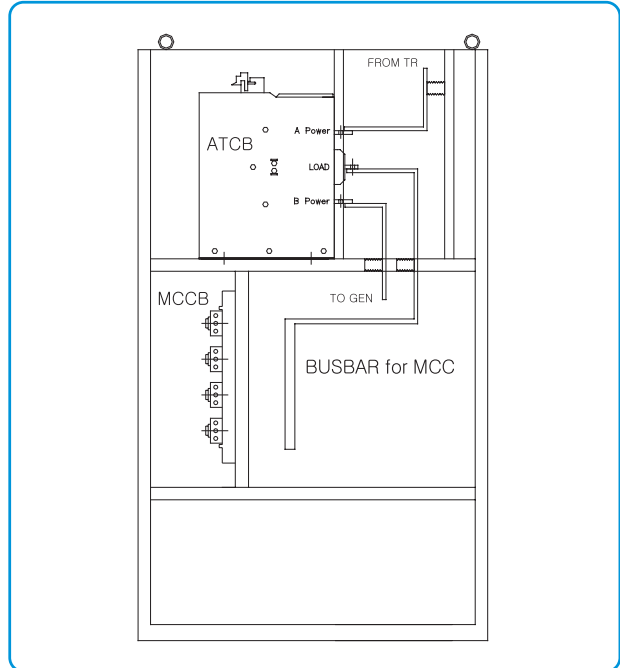 FROM TR
A Power
ATCB
LOAD
B Power
MCCB
TO GEN
BUSBAR for MCC